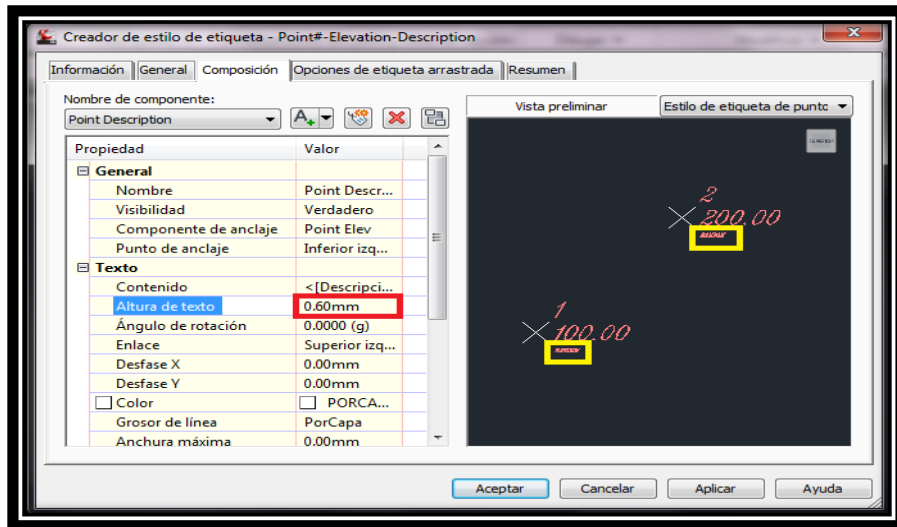 Creador de estilo de etiqueta - Point#-Elevation-Description
Información General Composición Opciones de etiqueta arrastrada Resumen
Nombre de componente:
Point Description
Vista preliminar
Estilo de etiqueta de puntc
Propiedad Valor
General
Nombre Point Descr...
Visibilidad Verdadero
Componente de anclaje Point Elev
Punto de anclaje Inferior izq...
Texto
Contenido <[Descripci...
Altura de texto 0.60mm
Ángulo de rotación 0.0000 (g)
Enlace Superior izq...
Desfase X 0.00mm
Desfase Y 0.00mm
Color PORCA...
Grosor de línea PorCapa
Anchura máxima 0.00mm
2
200.00
1
100.00
Aceptar Cancelar Aplicar Ayuda